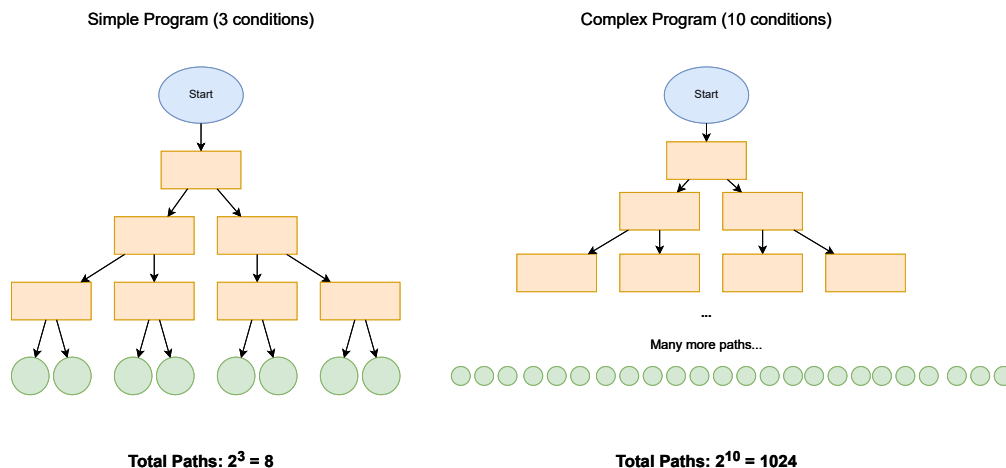 Simple Program (3 conditions)
Complex Program (10 conditions)
Start
Start
...
Many more paths...
Total Paths: 2³ = 8
Total Paths: 2¹⁰ = 1024